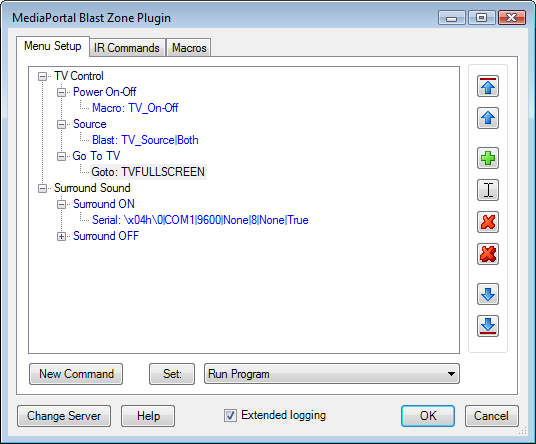 MediaPortal Blast Zone Plugin
Menu Setup IR Commands Macros
TV Control
Power On-Off
Macro: TV_On-Off
Source
Blast: TV_Source|Both
Go To TV
Goto: TVFULLSCREEN
Surround Sound
Surround ON
Serial: \x04h\0|COM1|9600|None|8|None|True
Surround OFF
New Command Set: Run Program
Change Server Help Extended logging OK Cancel